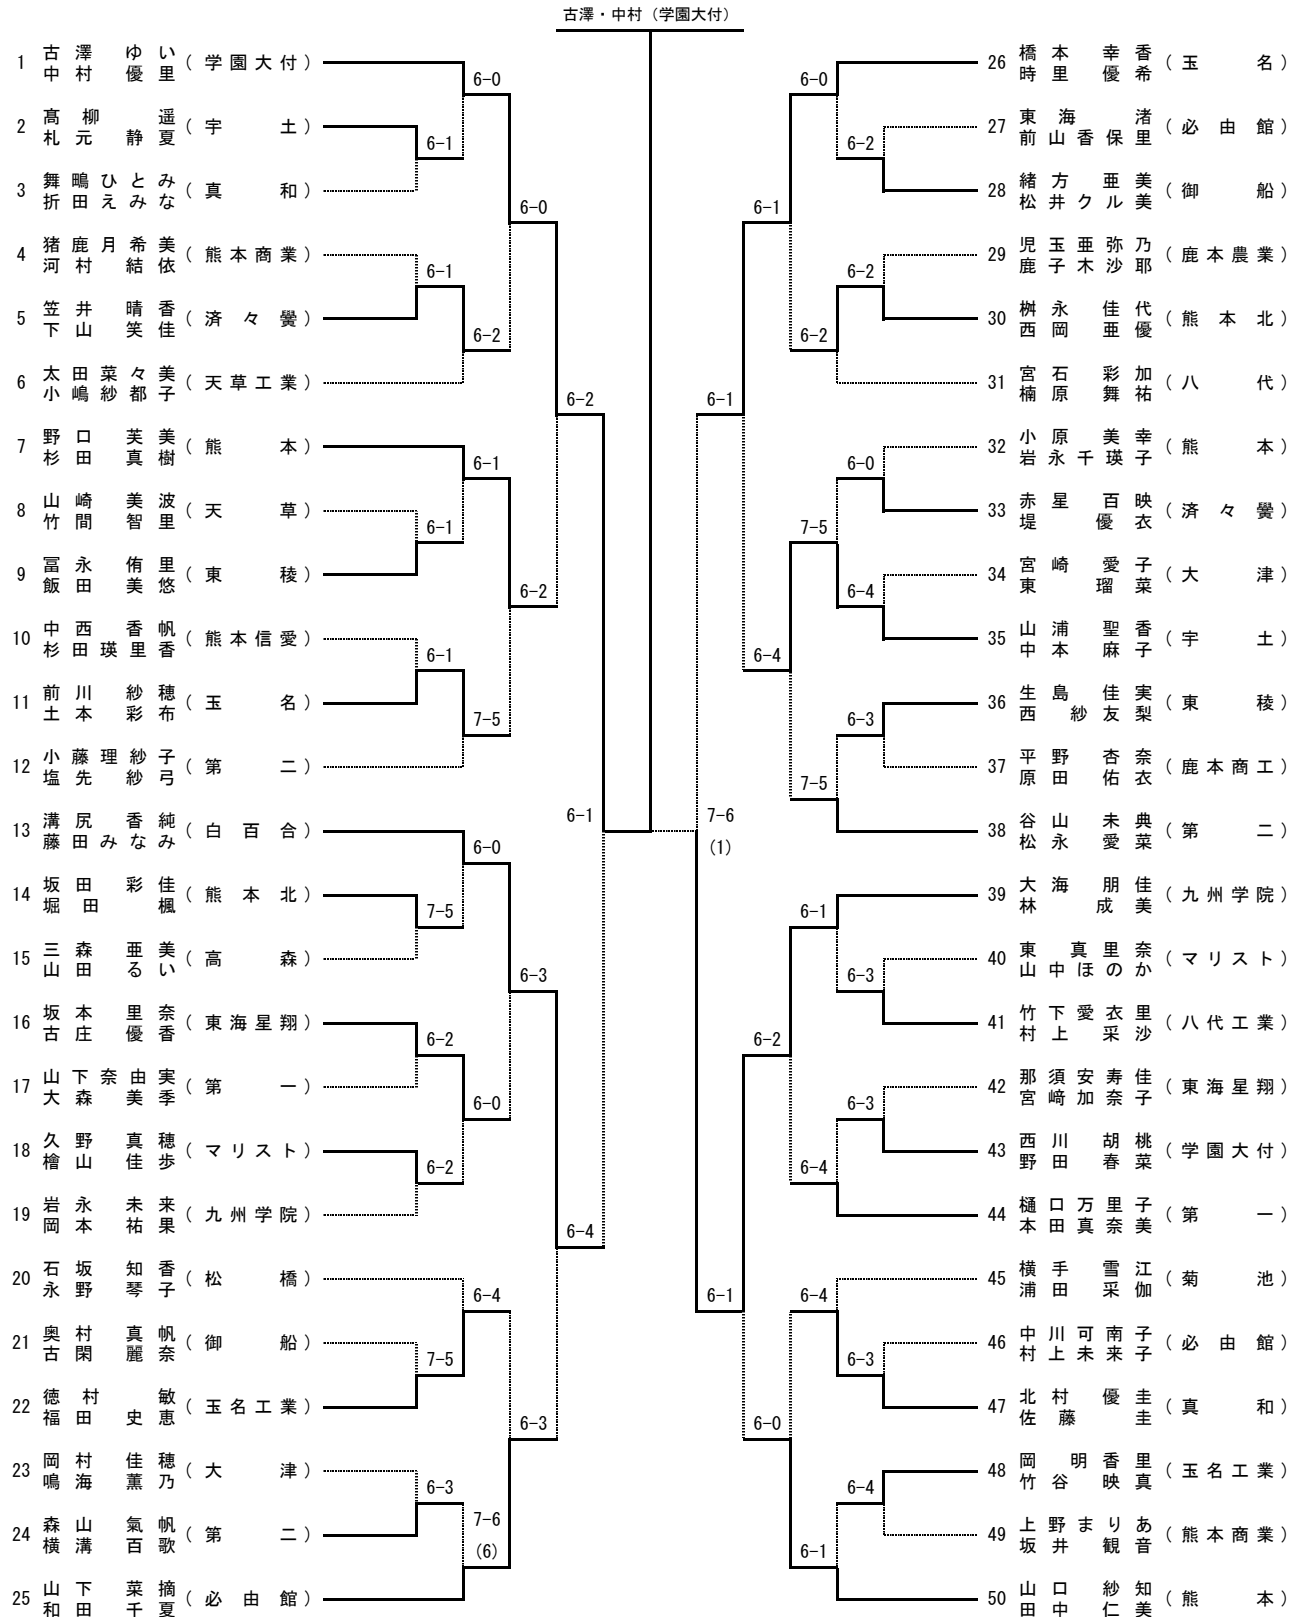 古澤・中村（学園大付）
1 古澤 ゆい 中村 優里 （学園大付）
2 髙柳 遥 札元 静夏 （宇土）
3 舞鴫ひとみ 折田えみな （真和）
4 猪鹿月希美 河村 結依 （熊本商業）
5 笠井 晴香 下山 笑佳 （済々黌）
6 太田菜々美 小嶋紗都子 （天草工業）
7 野口 芙美 杉田 真樹 （熊本）
8 山崎 美波 竹間 智里 （天草）
9 冨永 侑里 飯田 美悠 （東稜）
10 中西 香帆 杉田瑛里香 （熊本信愛）
11 前川 紗穂 土本 彩布 （玉名）
12 小藤理紗子 塩先 紗弓 （第二）
13 溝尻 香純 藤田みなみ （白百合）
14 坂田 彩佳 堀田 楓 （熊本北）
15 三森 亜美 山田 るい （高森）
16 坂本 里奈 古庄 優香 （東海星翔）
17 山下奈由実 大森 美季 （第一）
18 久野 真穂 檜山 佳歩 （マリスト）
19 岩永 未来 岡本 祐果 （九州学院）
20 石坂 知香 永野 琴子 （松橋）
21 奥村 真帆 古閑 麗奈 （御船）
22 徳村 敏 福田 史恵 （玉名工業）
23 岡村 佳穂 鳴海 薫乃 （大津）
24 森山 氣帆 横溝 百歌 （第二）
25 山下 菜摘 和田 千夏 （必由館）
6-1
6-1
6-1
6-1
7-5
6-2
6-2
7-5
6-3
6-0
6-2
6-1
7-5
6-0
6-0
6-4
7-6
(6)
6-0
6-2
6-3
6-3
6-2
6-4
6-1
7-6
(1)
6-1
6-1
6-1
6-4
6-2
6-0
6-0
6-2
7-5
7-5
6-1
6-4
6-4
6-1
6-2
6-2
6-0
6-4
6-3
6-3
6-3
6-3
6-4
26 橋本 幸香 時里 優希 （玉名）
27 東海 渚 前山香保里 （必由館）
28 緒方 亜美 松井クル美 （御船）
29 児玉亜弥乃 鹿子木沙耶 （鹿本農業）
30 桝永 佳代 西岡 亜優 （熊本北）
31 宮石 彩加 楠原 舞祐 （八代）
32 小原 美幸 岩永千瑛子 （熊本）
33 赤星 百映 堤 優衣 （済々黌）
34 宮崎 愛子 東 瑠菜 （大津）
35 山浦 聖香 中本 麻子 （宇土）
36 生島 佳実 西 紗友梨 （東稜）
37 平野 杏奈 原田 佑衣 （鹿本商工）
38 谷山 未典 松永 愛菜 （第二）
39 大海 朋佳 林 成美 （九州学院）
40 東 真里奈 山中ほのか （マリスト）
41 竹下愛衣里 村上 采沙 （八代工業）
42 那須安寿佳 宮﨑加奈子 （東海星翔）
43 西川 胡桃 野田 春菜 （学園大付）
44 樋口万里子 本田真奈美 （第一）
45 横手 雪江 浦田 采伽 （菊池）
46 中川可南子 村上未来子 （必由館）
47 北村 優圭 佐藤 圭 （真和）
48 岡 明香里 竹谷 映真 （玉名工業）
49 上野まりあ 坂井 観音 （熊本商業）
50 山口 紗知 田中 仁美 （熊本）